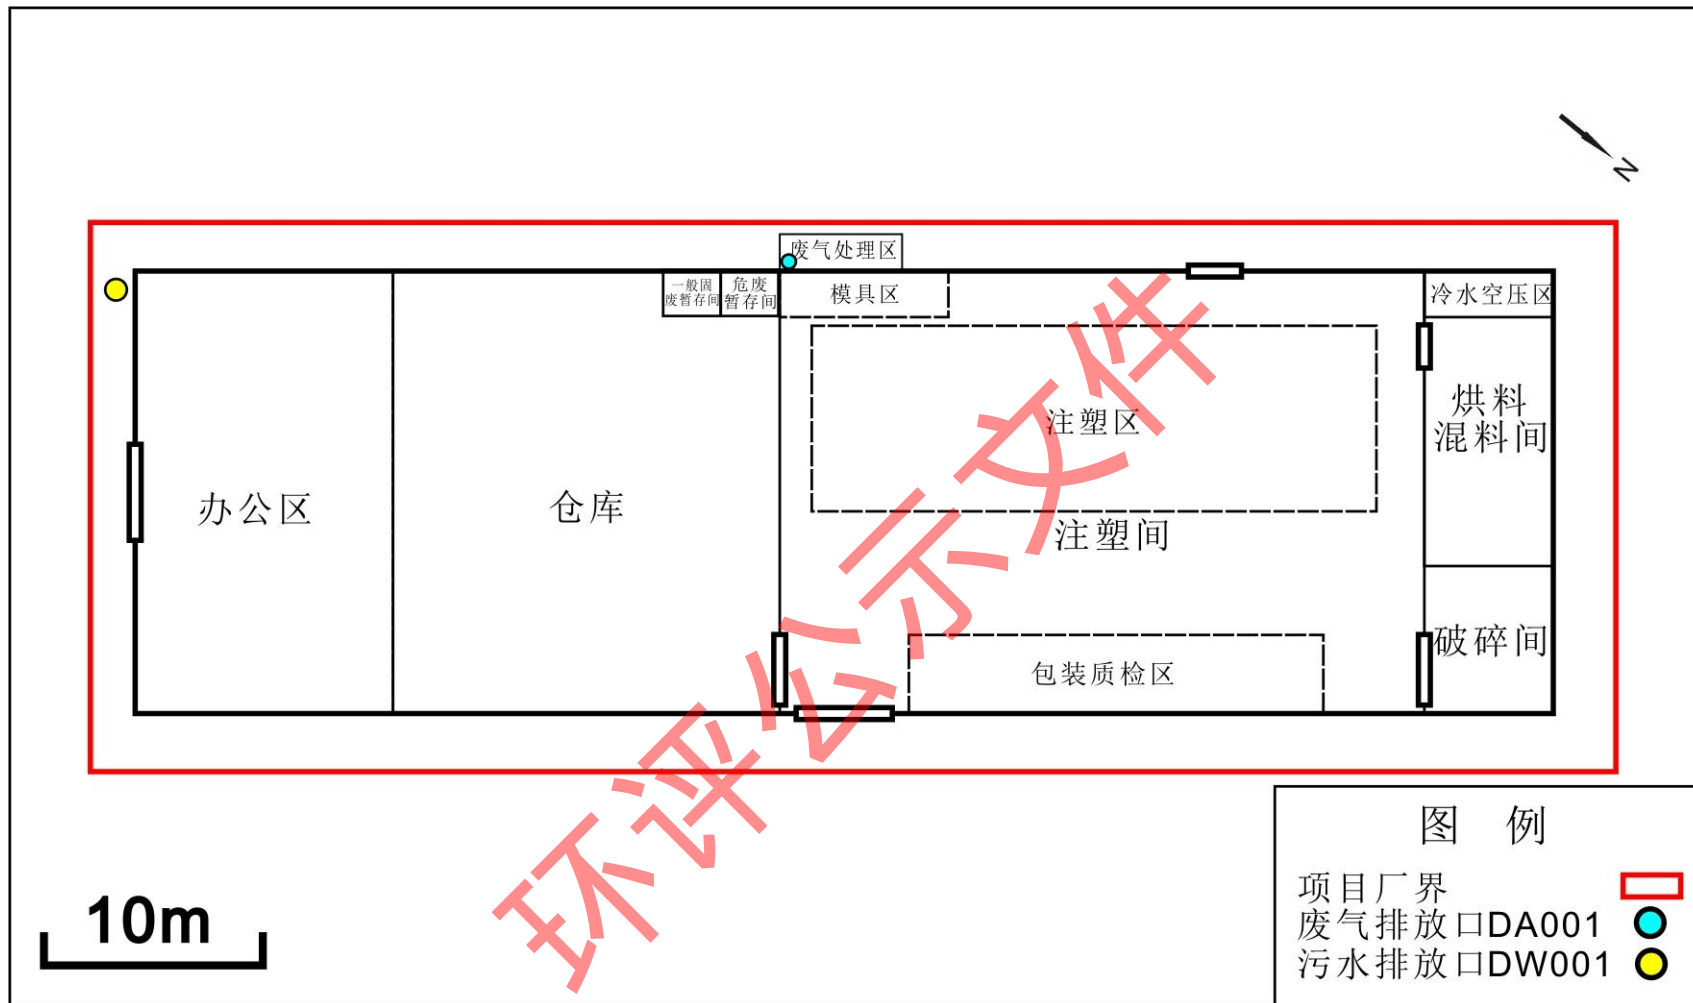 N
废气处理区
一般固
废暂存间
危废
暂存间
模具区
冷水空压区
注塑区
烘料
混料间
办公区
仓库
注塑间
破碎间
包装质检区
环评公示文件
10m
图 例
项目厂界
废气排放口DA001
污水排放口DW001